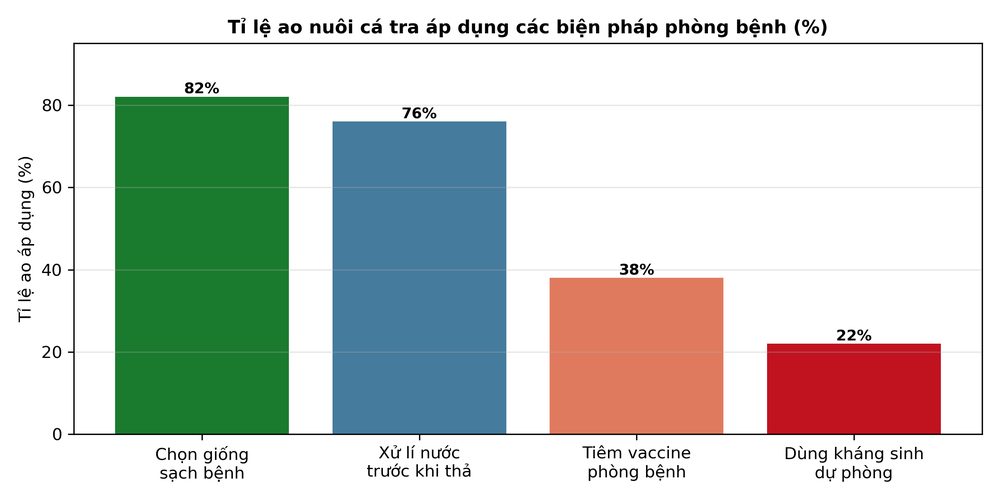 Tỉ lệ ao nuôi cá tra áp dụng các biện pháp phòng bệnh (%)
Tỉ lệ ao áp dụng (%)
80
60
40
20
0
82%
76%
38%
22%
Chọn giống
sạch bệnh
Xử lí nước
trước khi thả
Tiêm vaccine
phòng bệnh
Dùng kháng sinh
dự phòng